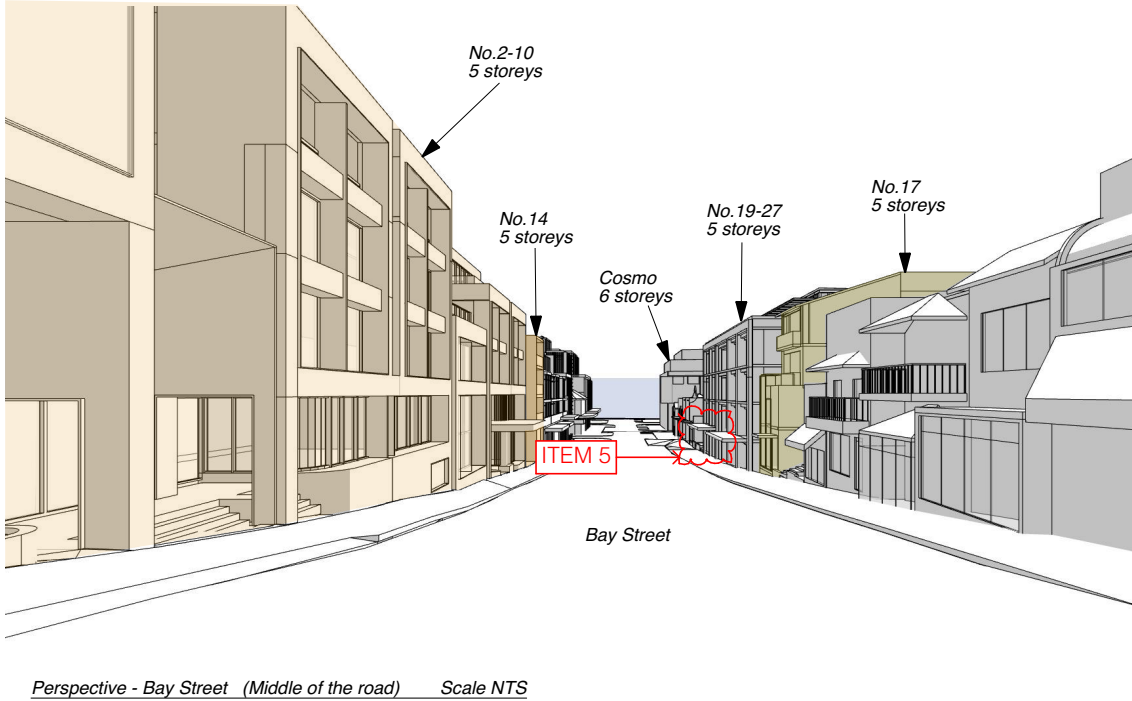 No.2-10
5 storeys
No.14
5 storeys
Cosmo
6 storeys
No.19-27
5 storeys
No.17
5 storeys
ITEM 5
Bay Street
Perspective - Bay Street (Middle of the road) Scale NTS